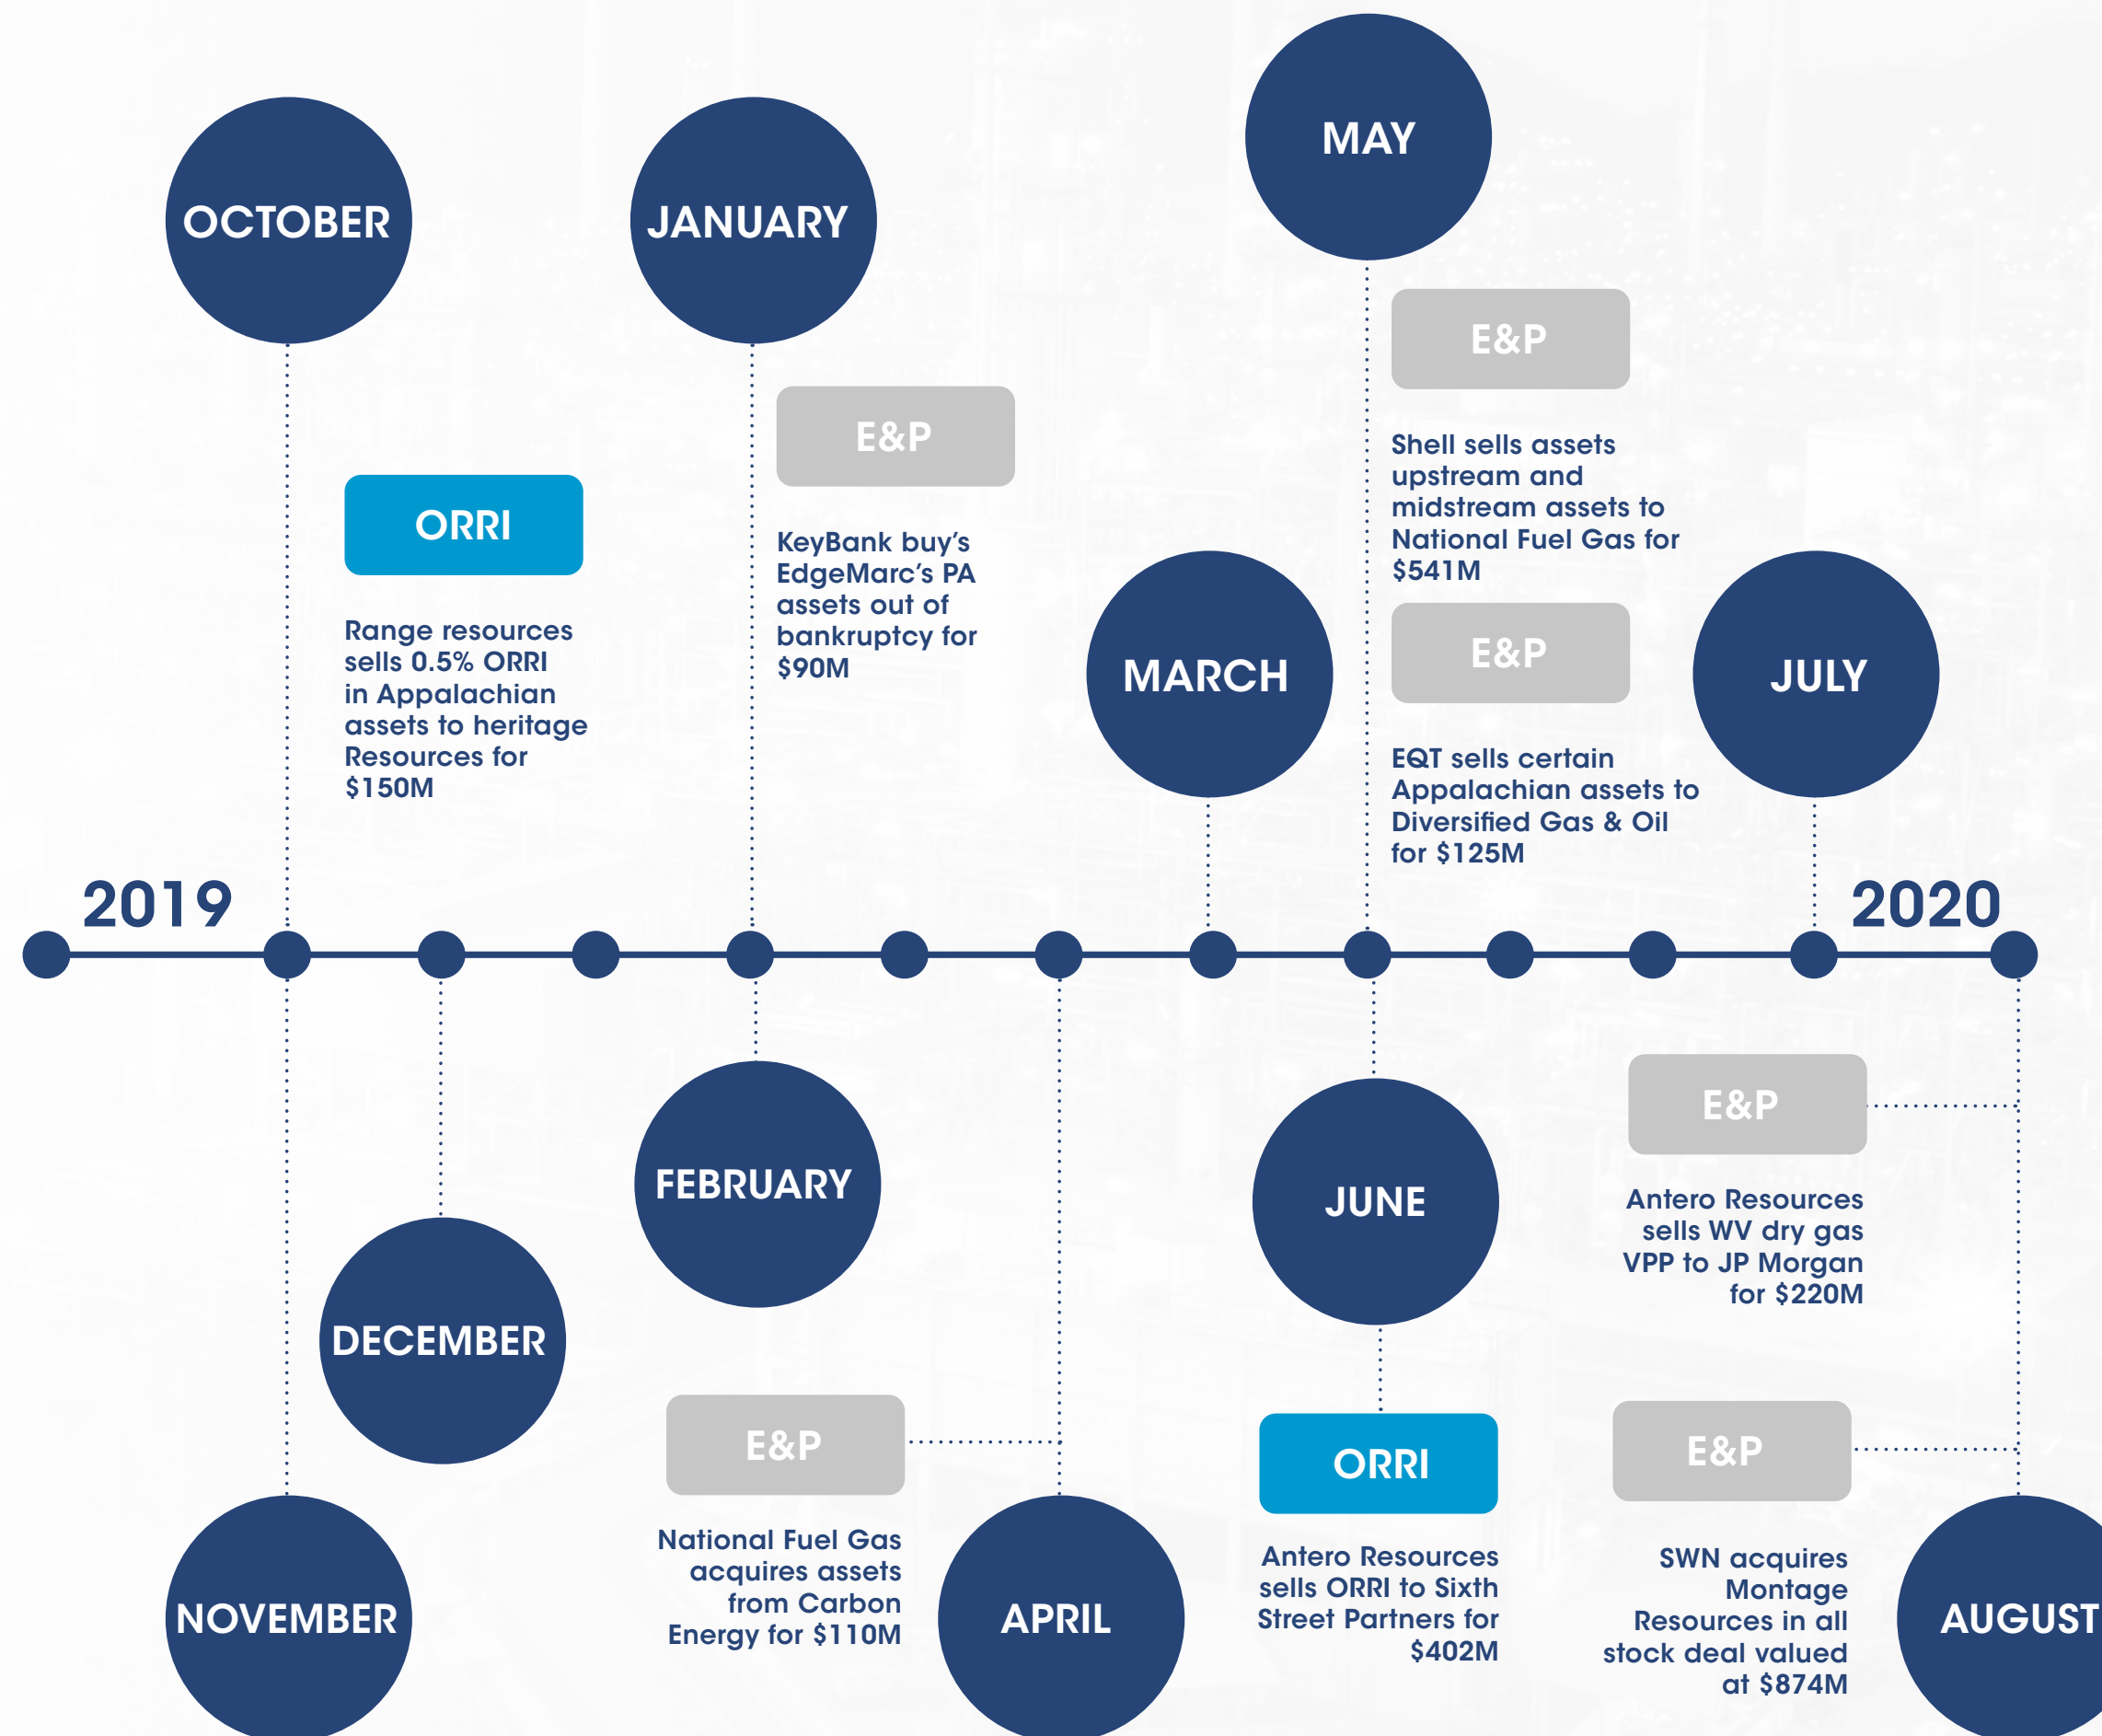 OCTOBER
ORRI
Range resources
sells 0.5% ORRI
in Appalachian
assets to heritage
Resources for
$150M
JANUARY
E&P
KeyBank buy’s
EdgeMarc’s PA
assets out of
bankruptcy for
$90M
MARCH
MAY
E&P
Shell sells assets
upstream and
midstream assets to
National Fuel Gas for
$541M
E&P
EQT sells certain
Appalachian assets to
Diversified Gas & Oil
for $125M
JULY
2019
2020
NOVEMBER
DECEMBER
FEBRUARY
E&P
National Fuel Gas
acquires assets
from Carbon
Energy for $110M
APRIL
JUNE
ORRI
Antero Resources
sells ORRI to Sixth
Street Partners for
$402M
E&P
Antero Resources
sells WV dry gas
VPP to JP Morgan
for $220M
E&P
SWN acquires
Montage
Resources in all
stock deal valued
at $874M
AUGUST